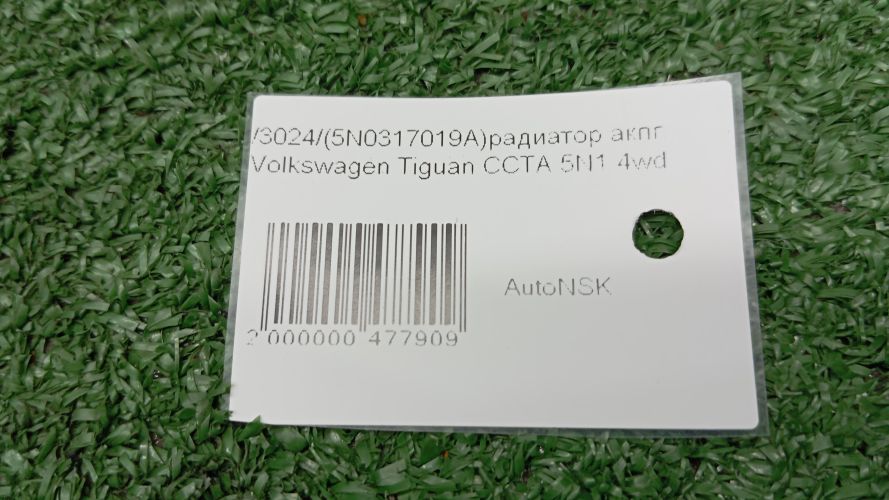 /3024/(5N0317019A)радиатор акпп
Volkswagen Tiguan CCTA 5N1 4wd
AutoNSK
2 000000 477909